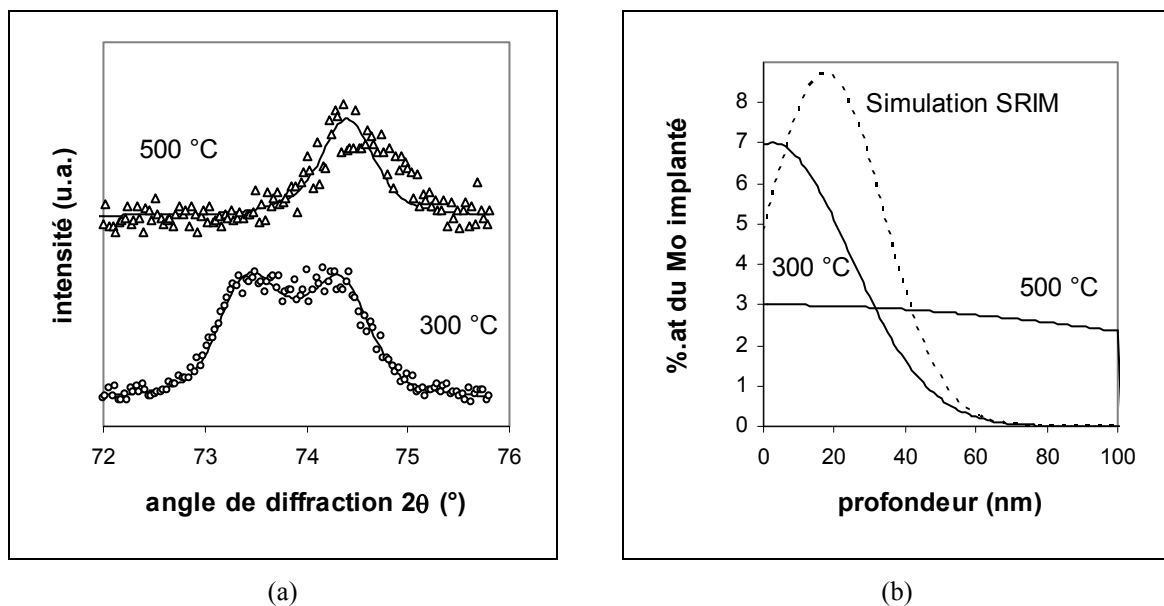 intensité (u.a.)
500 °C
300 °C
72
73
74
75
76
angle de diffraction 2θ (°)
(a)
%.at du Mo implanté
8
7
6
5
4
3
2
1
0
Simulation SRIM
300 °C
500 °C
0
20
40
60
80
100
profondeur (nm)
(b)